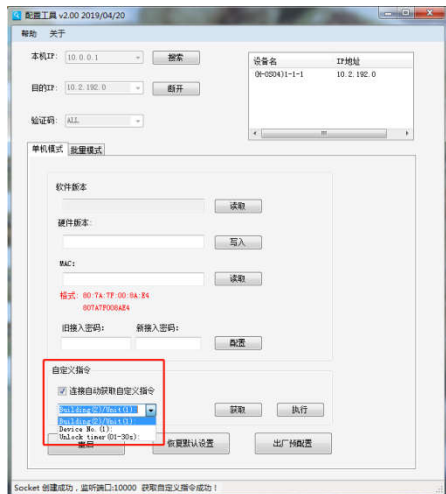 配置工具 v2.00 2019/04/20
帮助 关于
本机IP: 10.0.0.1 搜索
目的IP: 10.2.192.0 断开
验证码: ALL
设备名 IP地址
(M-0S04)1-1-1 10.2.192.0
单机模式 批量模式
软件版本
读取
硬件版本:
写入
MAC:
读取
格式: 80:7A:7F:00:8A:E4
807A7F008AE4
旧接入密码: 新接入密码:
配置
自定义指令
连接自动获取自定义指令
Building(2)/Unit(1): 获取 执行
Building(2)/Unit(1):
Device No.(1):
Unlock timer(01-30s):
重启 恢复默认设置 出厂预配置
Socket 创建成功，监听端口:10000 获取自定义指令成功！